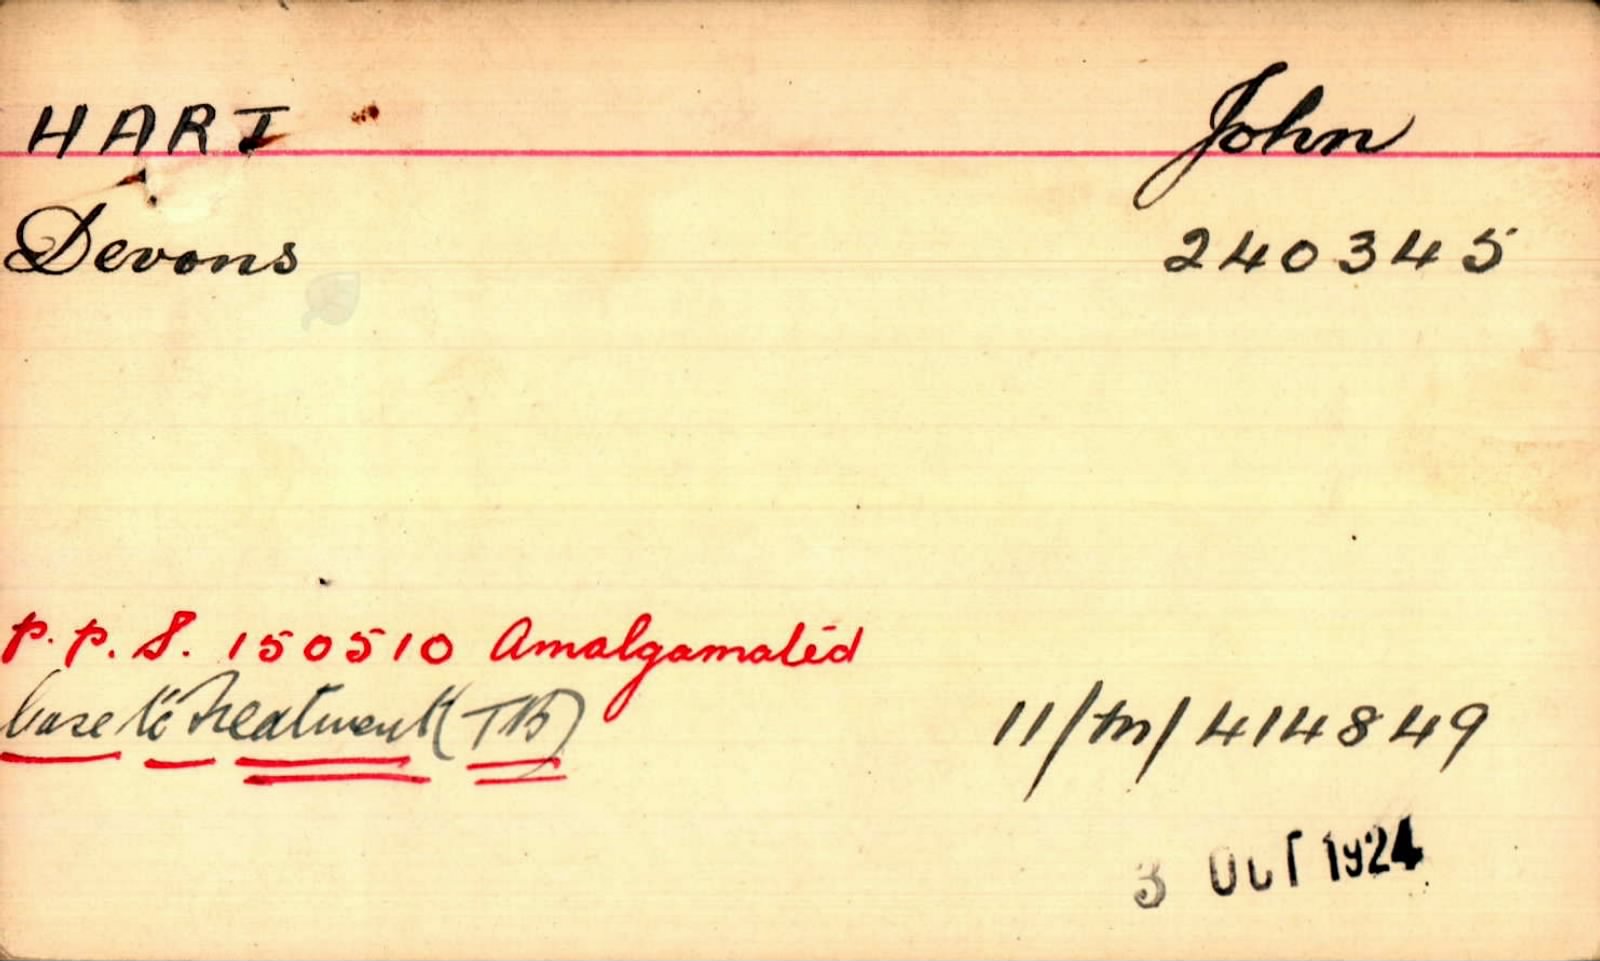 HART John
Devons 240345
P.P.S. 150510 Amalgamated
Case to Treatment (TB) 11/M/414849
3 OCT 1924